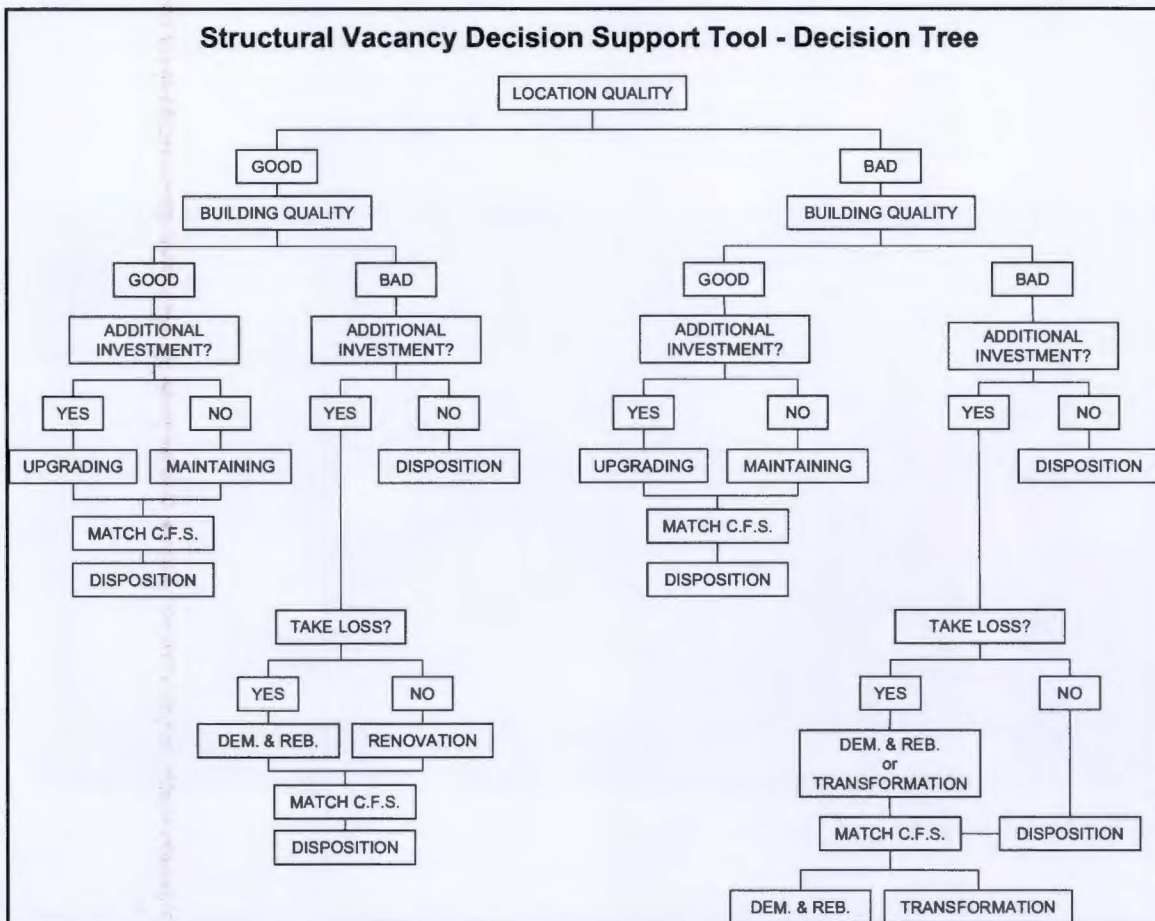 Structural Vacancy Decision Support Tool - Decision Tree
LOCATION QUALITY
GOOD
BAD
BUILDING QUALITY
BUILDING QUALITY
GOOD
BAD
GOOD
BAD
ADDITIONAL
INVESTMENT?
ADDITIONAL
INVESTMENT?
ADDITIONAL
INVESTMENT?
ADDITIONAL
INVESTMENT?
YES
NO
YES
NO
YES
NO
YES
NO
UPGRADING
MAINTAINING
DISPOSITION
UPGRADING
MAINTAINING
DISPOSITION
MATCH C.F.S.
MATCH C.F.S.
DISPOSITION
DISPOSITION
TAKE LOSS?
TAKE LOSS?
YES
NO
YES
NO
DEM. & REB.
RENOVATION
DEM. & REB.
or
TRANSFORMATION
MATCH C.F.S.
DISPOSITION
MATCH C.F.S.
DISPOSITION
DEM. & REB.
TRANSFORMATION